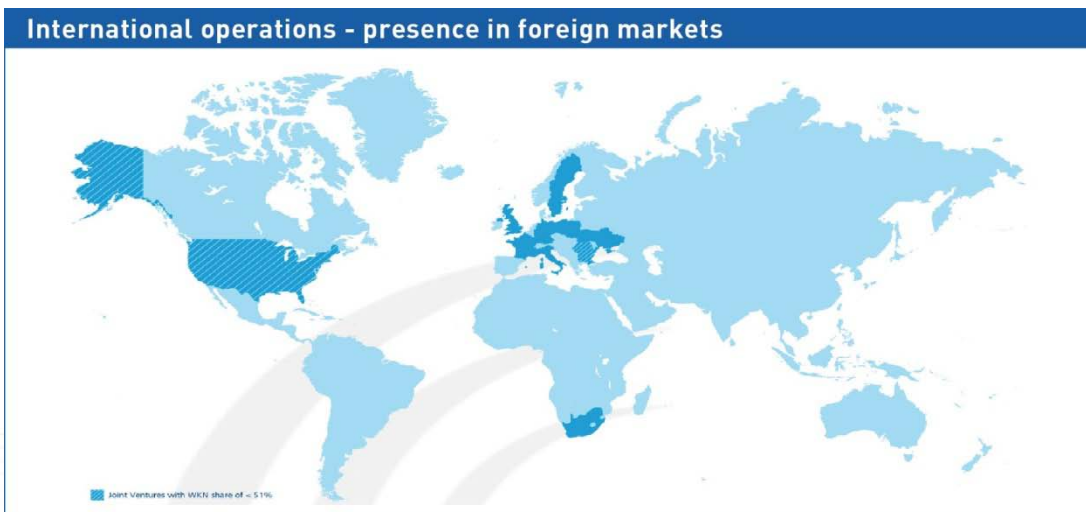 International operations - presence in foreign markets
Joint Ventures with WKN share of < 51%